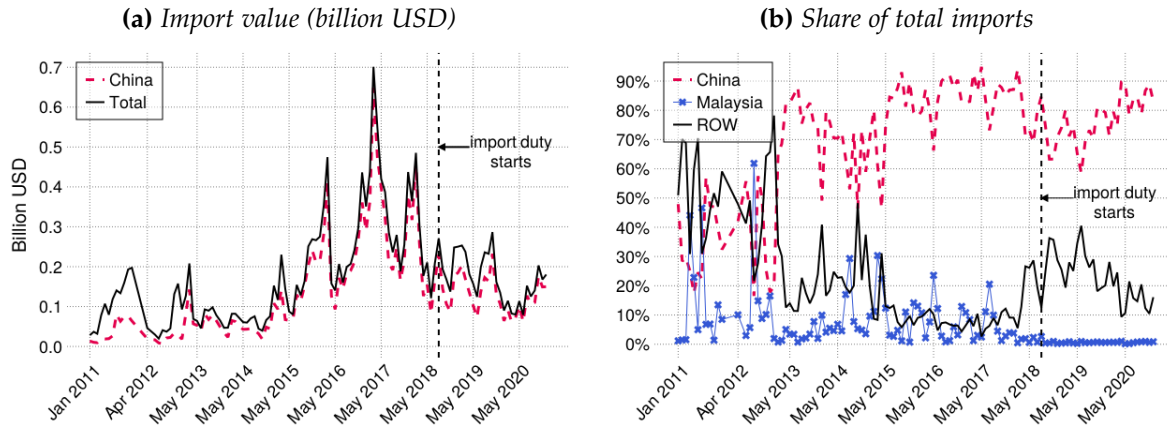 (a) Import value (billion USD)
0.7
0.6
0.5
0.4
0.3
0.2
0.1
0.0
Billion USD
China
Total
import duty
starts
Jan 2011
Apr 2012
May 2013
May 2014
May 2015
May 2016
May 2017
May 2018
May 2019
May 2020
(b) Share of total imports
90%
80%
70%
60%
50%
40%
30%
20%
10%
0%
China
Malaysia
ROW
import duty
starts
Jan 2011
Apr 2012
May 2013
May 2014
May 2015
May 2016
May 2017
May 2018
May 2019
May 2020